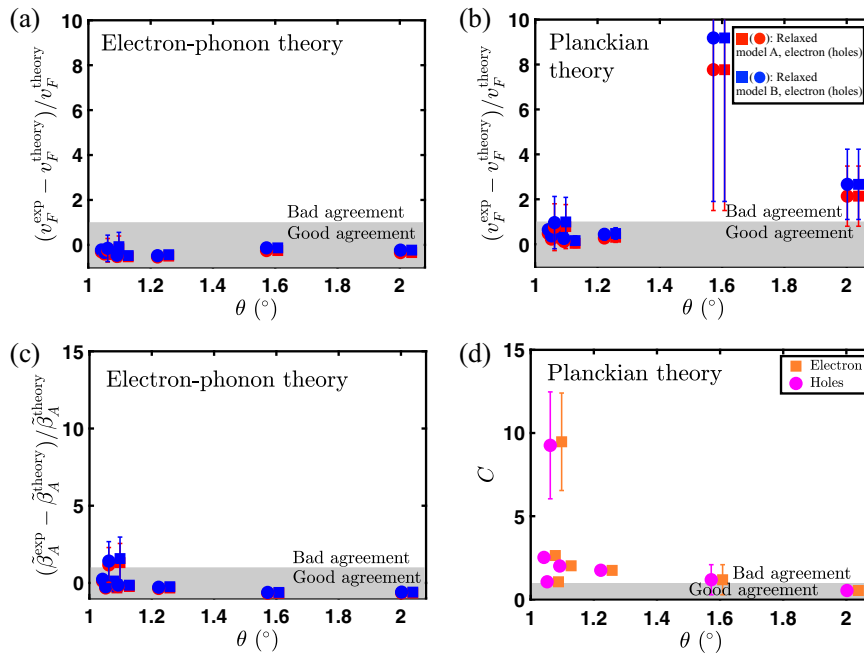 (a)
(v_F^exp − v_F^theory)/v_F^theory
10
8
6
4
2
0
Electron-phonon theory
Bad agreement
Good agreement
1
1.2
1.4
1.6
1.8
2
θ (°)
(b)
(v_F^exp − v_F^theory)/v_F^theory
10
8
6
4
2
0
Planckian
theory
■(●): Relaxed
model A, electron (holes)
■(●): Relaxed
model B, electron (holes)
Bad agreement
Good agreement
1
1.2
1.4
1.6
1.8
2
θ (°)
(c)
(β̃_A^exp − β̃_A^theory)/β̃_A^theory
15
10
5
0
Electron-phonon theory
Bad agreement
Good agreement
1
1.2
1.4
1.6
1.8
2
θ (°)
(d)
C
15
10
5
0
Planckian theory
Electron
Holes
Bad agreement
Good agreement
1
1.2
1.4
1.6
1.8
2
θ (°)